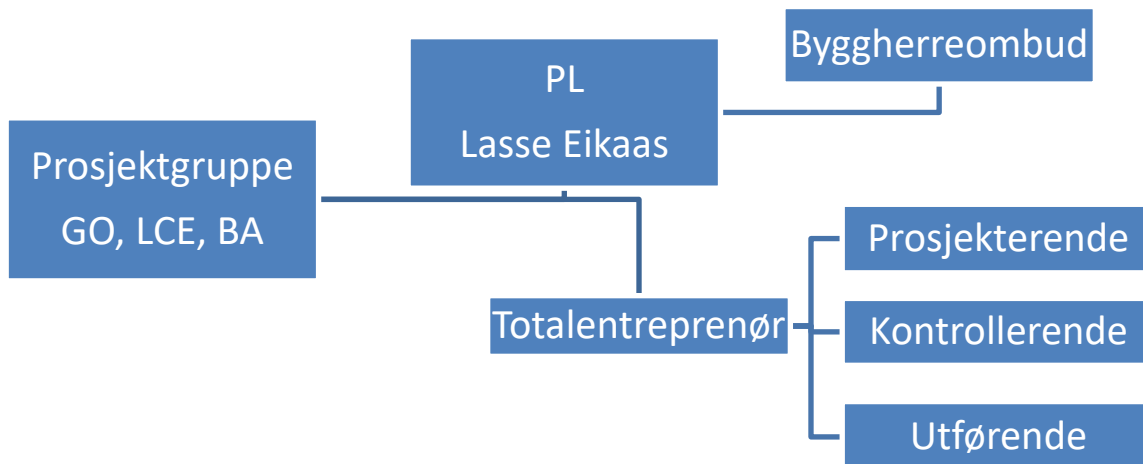 Byggherreombud
PL
Lasse Eikaas
Prosjektgruppe
GO, LCE, BA
Totalentreprenør
Prosjekterende
Kontrollerende
Utførende